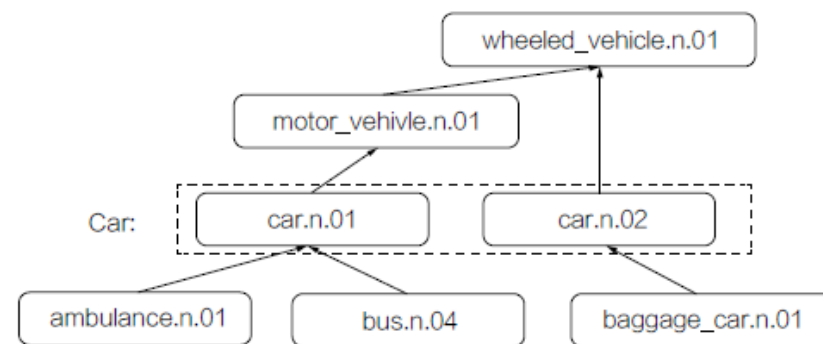 wheeled_vehicle.n.01
motor_vehivle.n.01
Car:
car.n.01
car.n.02
ambulance.n.01
bus.n.04
baggage_car.n.01